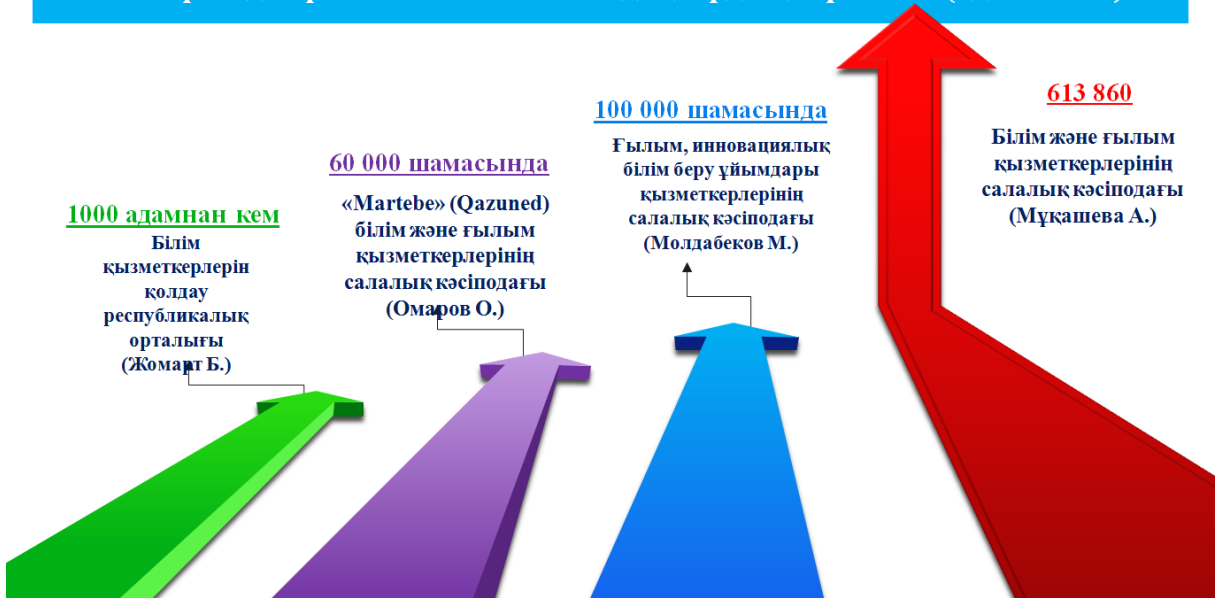 1000 адамнан кем
Білім
қызметкерлерін
қолдау
республикалық
орталығы
(Жомарт Б.)
60 000 шамасында
«Martebe» (Qazuned)
білім және ғылым
қызметкерлерінің
салалық кәсіподағы
(Омаров О.)
100 000 шамасында
Ғылым, инновациялық
білім беру ұйымдары
қызметкерлерінің
салалық кәсіподағы
(Молдабеков М.)
613 860
Білім және ғылым
қызметкерлерінің
салалық кәсіподағы
(Мұқашева А.)